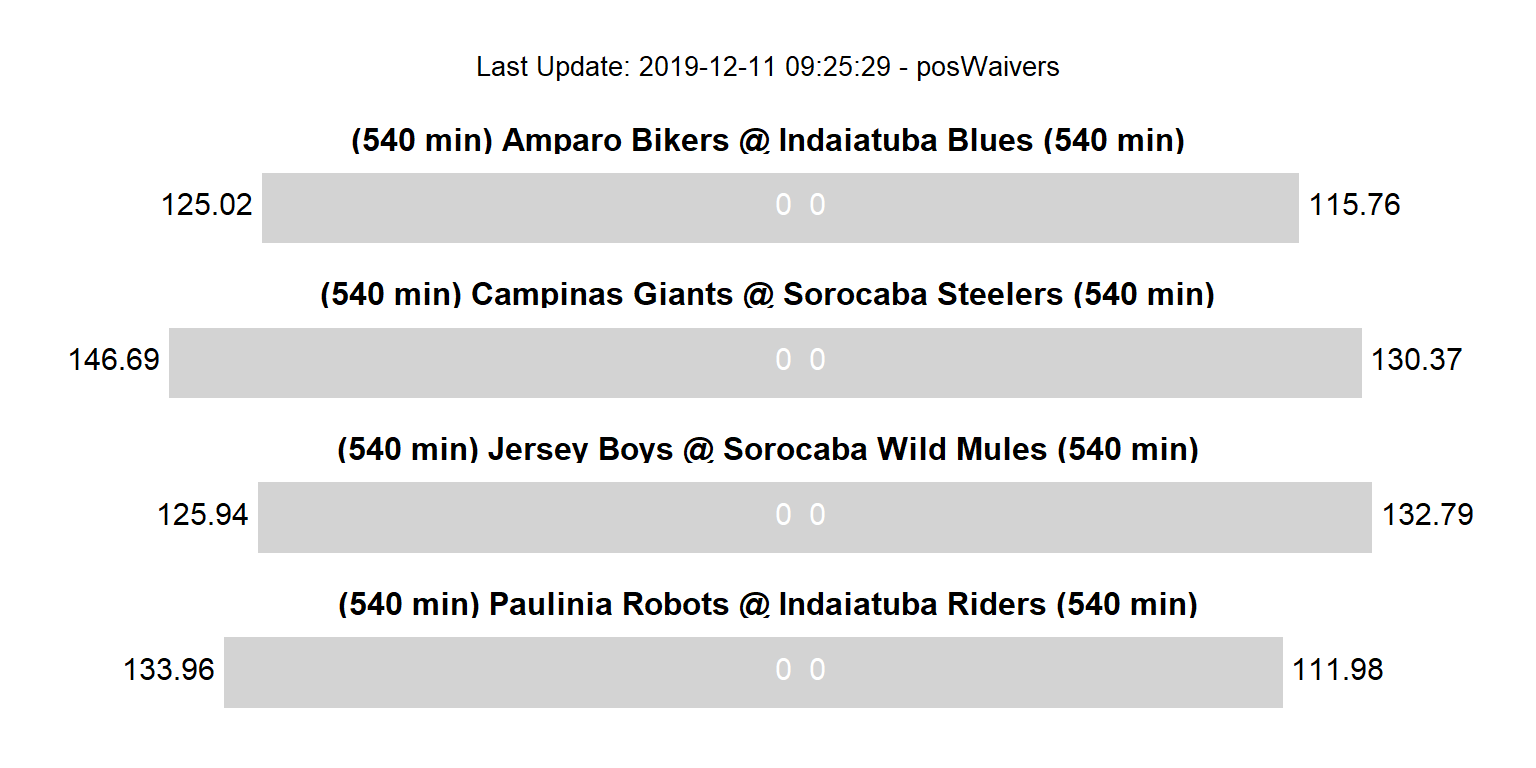 Last Update: 2019-12-11 09:25:29 - posWaivers
(540 min) Amparo Bikers @ Indaiatuba Blues (540 min)
125.02 0 0 115.76
(540 min) Campinas Giants @ Sorocaba Steelers (540 min)
146.69 0 0 130.37
(540 min) Jersey Boys @ Sorocaba Wild Mules (540 min)
125.94 0 0 132.79
(540 min) Paulinia Robots @ Indaiatuba Riders (540 min)
133.96 0 0 111.98